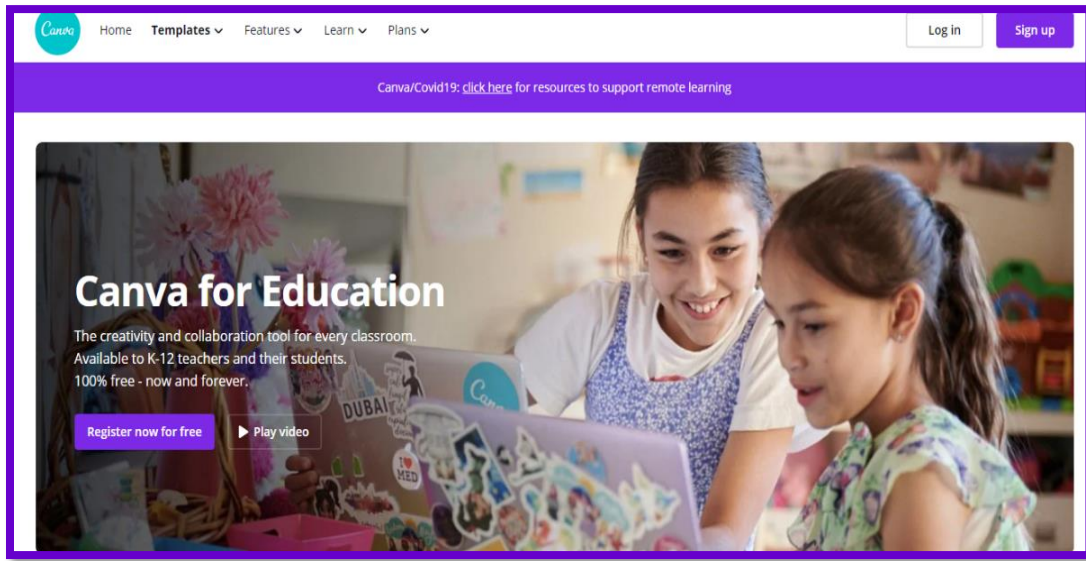 Canva Home Templates Features Learn Plans Log in Sign up
Canva/Covid19: click here for resources to support remote learning
Canva for Education
The creativity and collaboration tool for every classroom.
Available to K-12 teachers and their students.
100% free - now and forever.
Register now for free Play video
DUBAI
Canva
I
MED